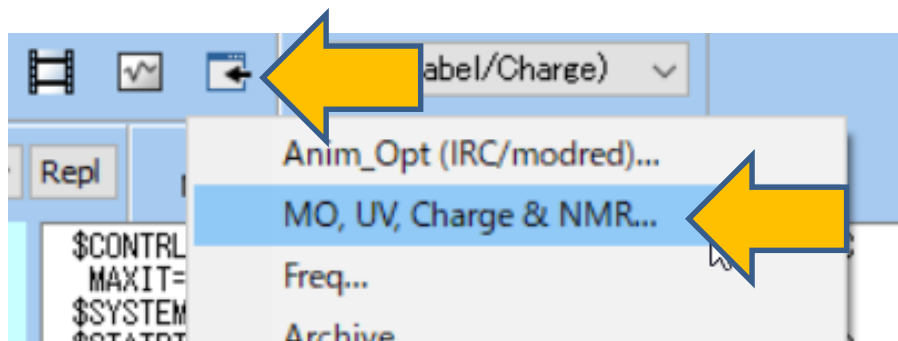 abel/Charge)
Anim_Opt (IRC/modred)...
Repl
MO, UV, Charge & NMR...
$CONTRL
MAXIT=
Freq...
$SYSTEM
Archive